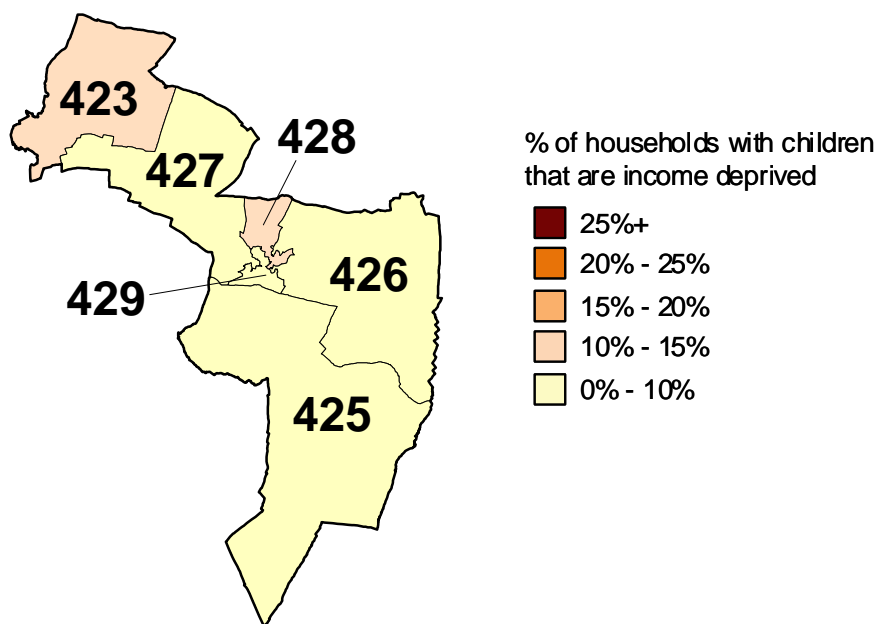 423
428
427
426
429
425
% of households with children
that are income deprived
25%+
20% - 25%
15% - 20%
10% - 15%
0% - 10%